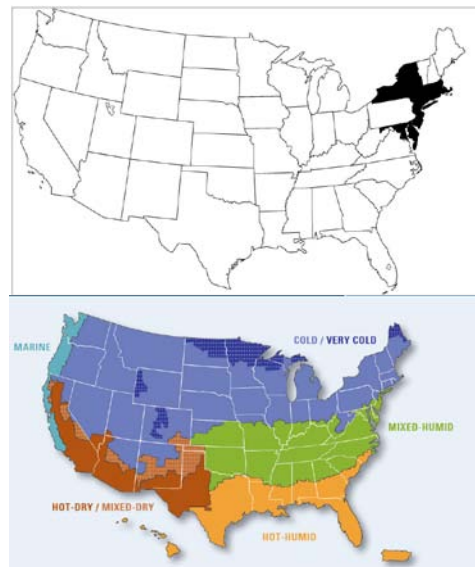 COLD / VERY COLD
MARINE
MIXED-HUMID
HOT-DRY / MIXED-DRY
HOT-HUMID